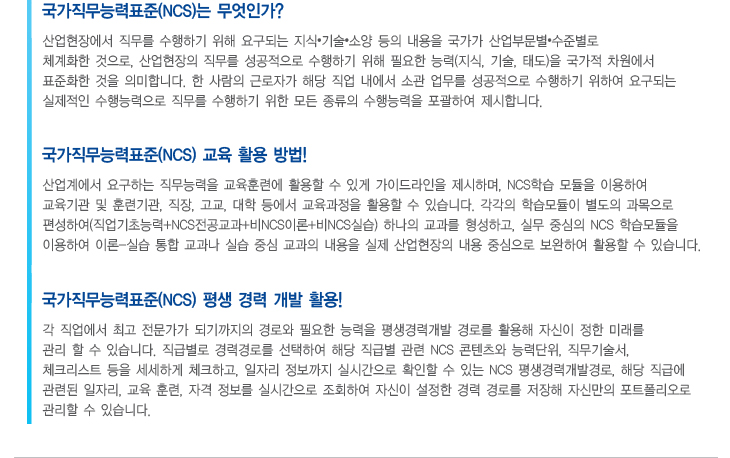 국가직무능력표준(NCS)는 무엇인가?
산업현장에서 직무를 수행하기 위해 요구되는 지식•기술•소양 등의 내용을 국가가 산업부문별•수준별로
체계화한 것으로, 산업현장의 직무를 성공적으로 수행하기 위해 필요한 능력(지식, 기술, 태도)을 국가적 차원에서
표준화한 것을 의미합니다. 한 사람의 근로자가 해당 직업 내에서 소관 업무를 성공적으로 수행하기 위하여 요구되는
실제적인 수행능력으로 직무를 수행하기 위한 모든 종류의 수행능력을 포괄하여 제시합니다.
국가직무능력표준(NCS) 교육 활용 방법!
산업계에서 요구하는 직무능력을 교육훈련에 활용할 수 있게 가이드라인을 제시하며, NCS학습 모듈을 이용하여
교육기관 및 훈련기관, 직장, 고교, 대학 등에서 교육과정을 활용할 수 있습니다. 각각의 학습모듈이 별도의 과목으로
편성하여(직업기초능력+NCS전공교과+비NCS이론+비NCS실습) 하나의 교과를 형성하고, 실무 중심의 NCS 학습모듈을
이용하여 이론-실습 통합 교과나 실습 중심 교과의 내용을 실제 산업현장의 내용 중심으로 보완하여 활용할 수 있습니다.
국가직무능력표준(NCS) 평생 경력 개발 활용!
각 직업에서 최고 전문가가 되기까지의 경로와 필요한 능력을 평생경력개발 경로를 활용해 자신이 정한 미래를
관리 할 수 있습니다. 직급별로 경력경로를 선택하여 해당 직급별 관련 NCS 콘텐츠와 능력단위, 직무기술서,
체크리스트 등을 세세하게 체크하고, 일자리 정보까지 실시간으로 확인할 수 있는 NCS 평생경력개발경로, 해당 직급에
관련된 일자리, 교육 훈련, 자격 정보를 실시간으로 조회하여 자신이 설정한 경력 경로를 저장해 자신만의 포트폴리오로
관리할 수 있습니다.